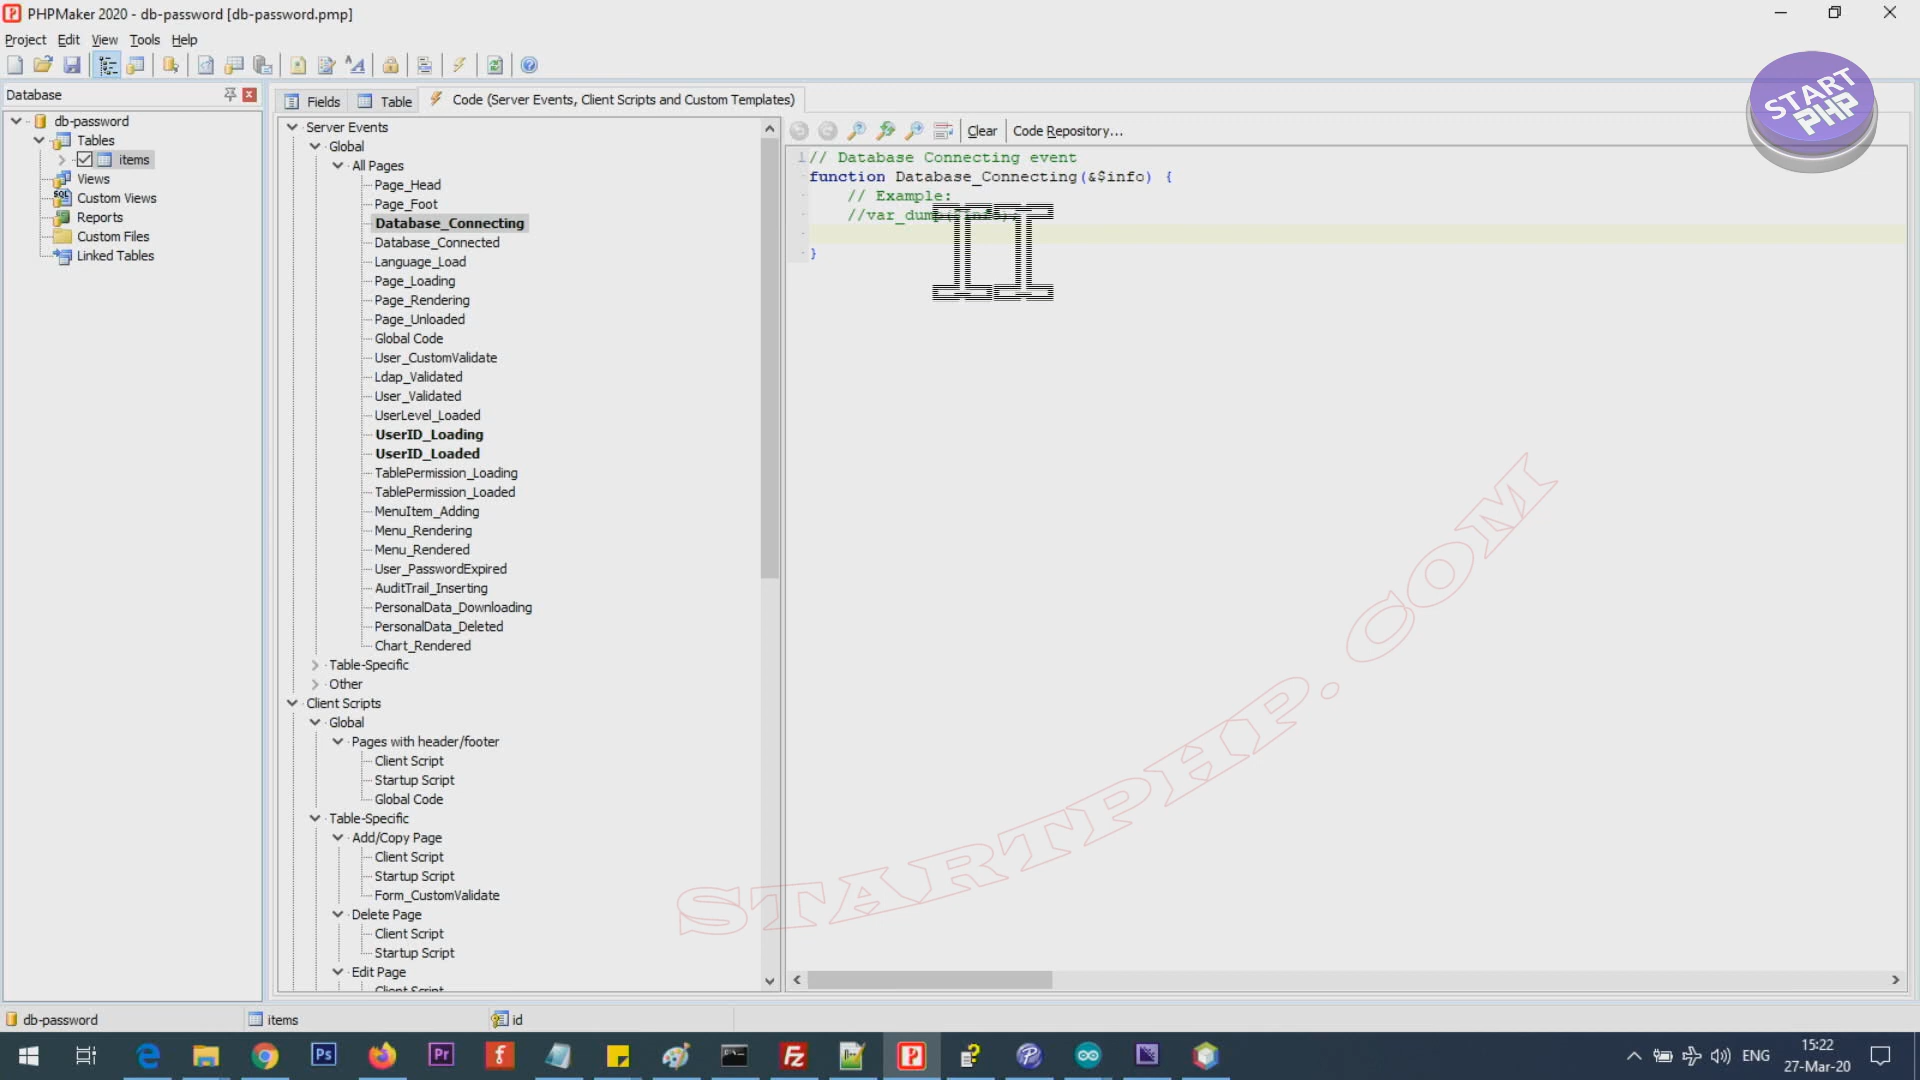 PHPMaker 2020 - db-password [db-password.pmp]
Project Edit View Tools Help
START PHP
Database
db-password
Tables
items
Views
Custom Views
Reports
Custom Files
Linked Tables
Fields Table Code (Server Events, Client Scripts and Custom Templates)
Server Events
Global
All Pages
Page_Head
Page_Foot
Database_Connecting
Database_Connected
Language_Load
Page_Loading
Page_Rendering
Page_Unloaded
Global Code
User_CustomValidate
Ldap_Validated
User_Validated
UserLevel_Loaded
UserID_Loading
UserID_Loaded
TablePermission_Loading
TablePermission_Loaded
MenuItem_Adding
Menu_Rendering
Menu_Rendered
User_PasswordExpired
AuditTrail_Inserting
PersonalData_Downloading
PersonalData_Deleted
Chart_Rendered
Table-Specific
Other
Client Scripts
Global
Pages with header/footer
Client Script
Startup Script
Global Code
Table-Specific
Add/Copy Page
Client Script
Startup Script
Form_CustomValidate
Delete Page
Client Script
Startup Script
Edit Page
Client Script
Clear Code Repository...
1 // Database Connecting event
function Database_Connecting(&$info) {
// Example:
//var_dump($info);
}
STARTPHP.COM
db-password items id
ENG
15:22
27-Mar-20